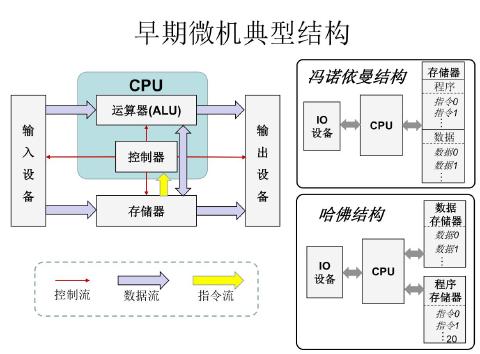 早期微机典型结构
CPU
运算器(ALU)
控制器
存储器
输入设备
输出设备
控制流
数据流
指令流
冯诺依曼结构
IO
设备
CPU
存储器
程序
指令0
指令1
⋮
数据
数据0
数据1
⋮
哈佛结构
IO
设备
CPU
数据
存储器
数据0
数据1
⋮
程序
存储器
指令0
指令1
⋮20